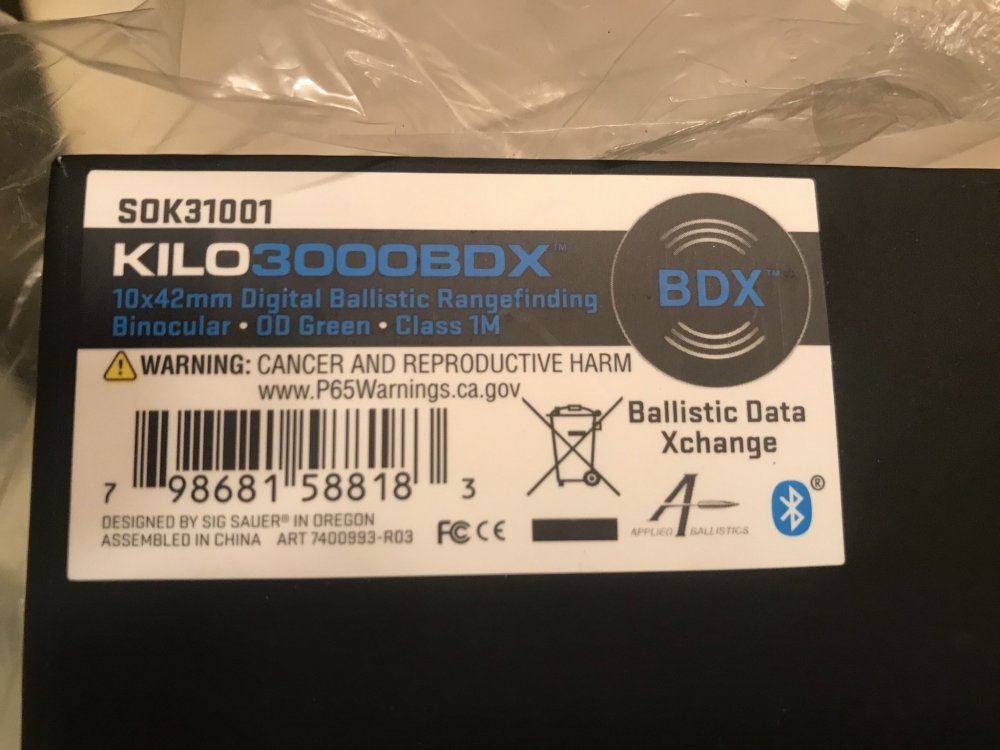 SOK31001
KILO3000BDX™
10x42mm Digital Ballistic Rangefinding
Binocular • OD Green • Class 1M
BDX™
WARNING: CANCER AND REPRODUCTIVE HARM
www.P65Warnings.ca.gov
Ballistic Data
Xchange
7 98681 58818 3
DESIGNED BY SIG SAUER® IN OREGON
ASSEMBLED IN CHINA ART 7400993-R03
FC CE
A
APPLIED BALLISTICS
®